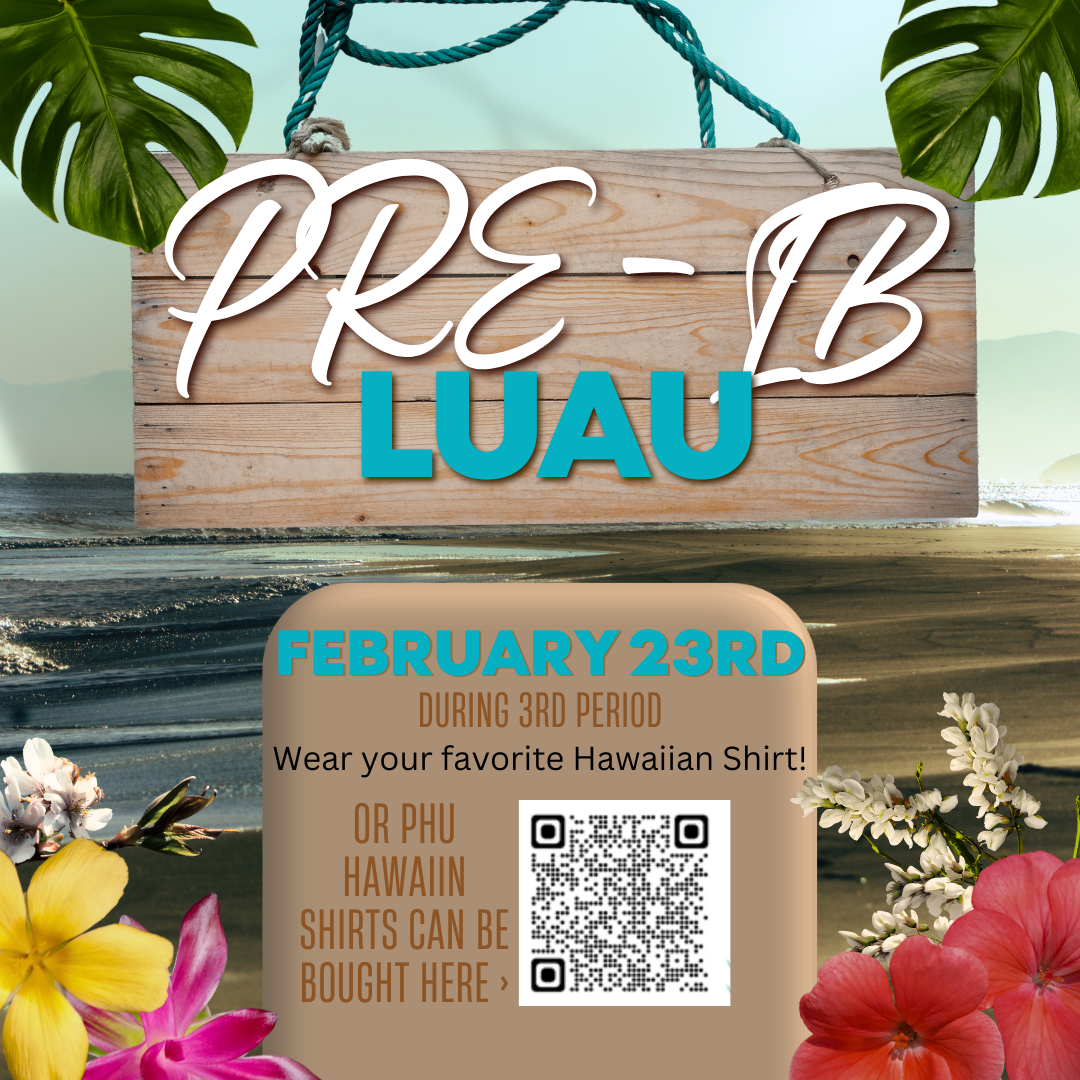 PRE - IB
LUAU
FEBRUARY 23RD
DURING 3RD PERIOD
Wear your favorite Hawaiian Shirt!
OR PHU
HAWAIIN
SHIRTS CAN BE
BOUGHT HERE ›